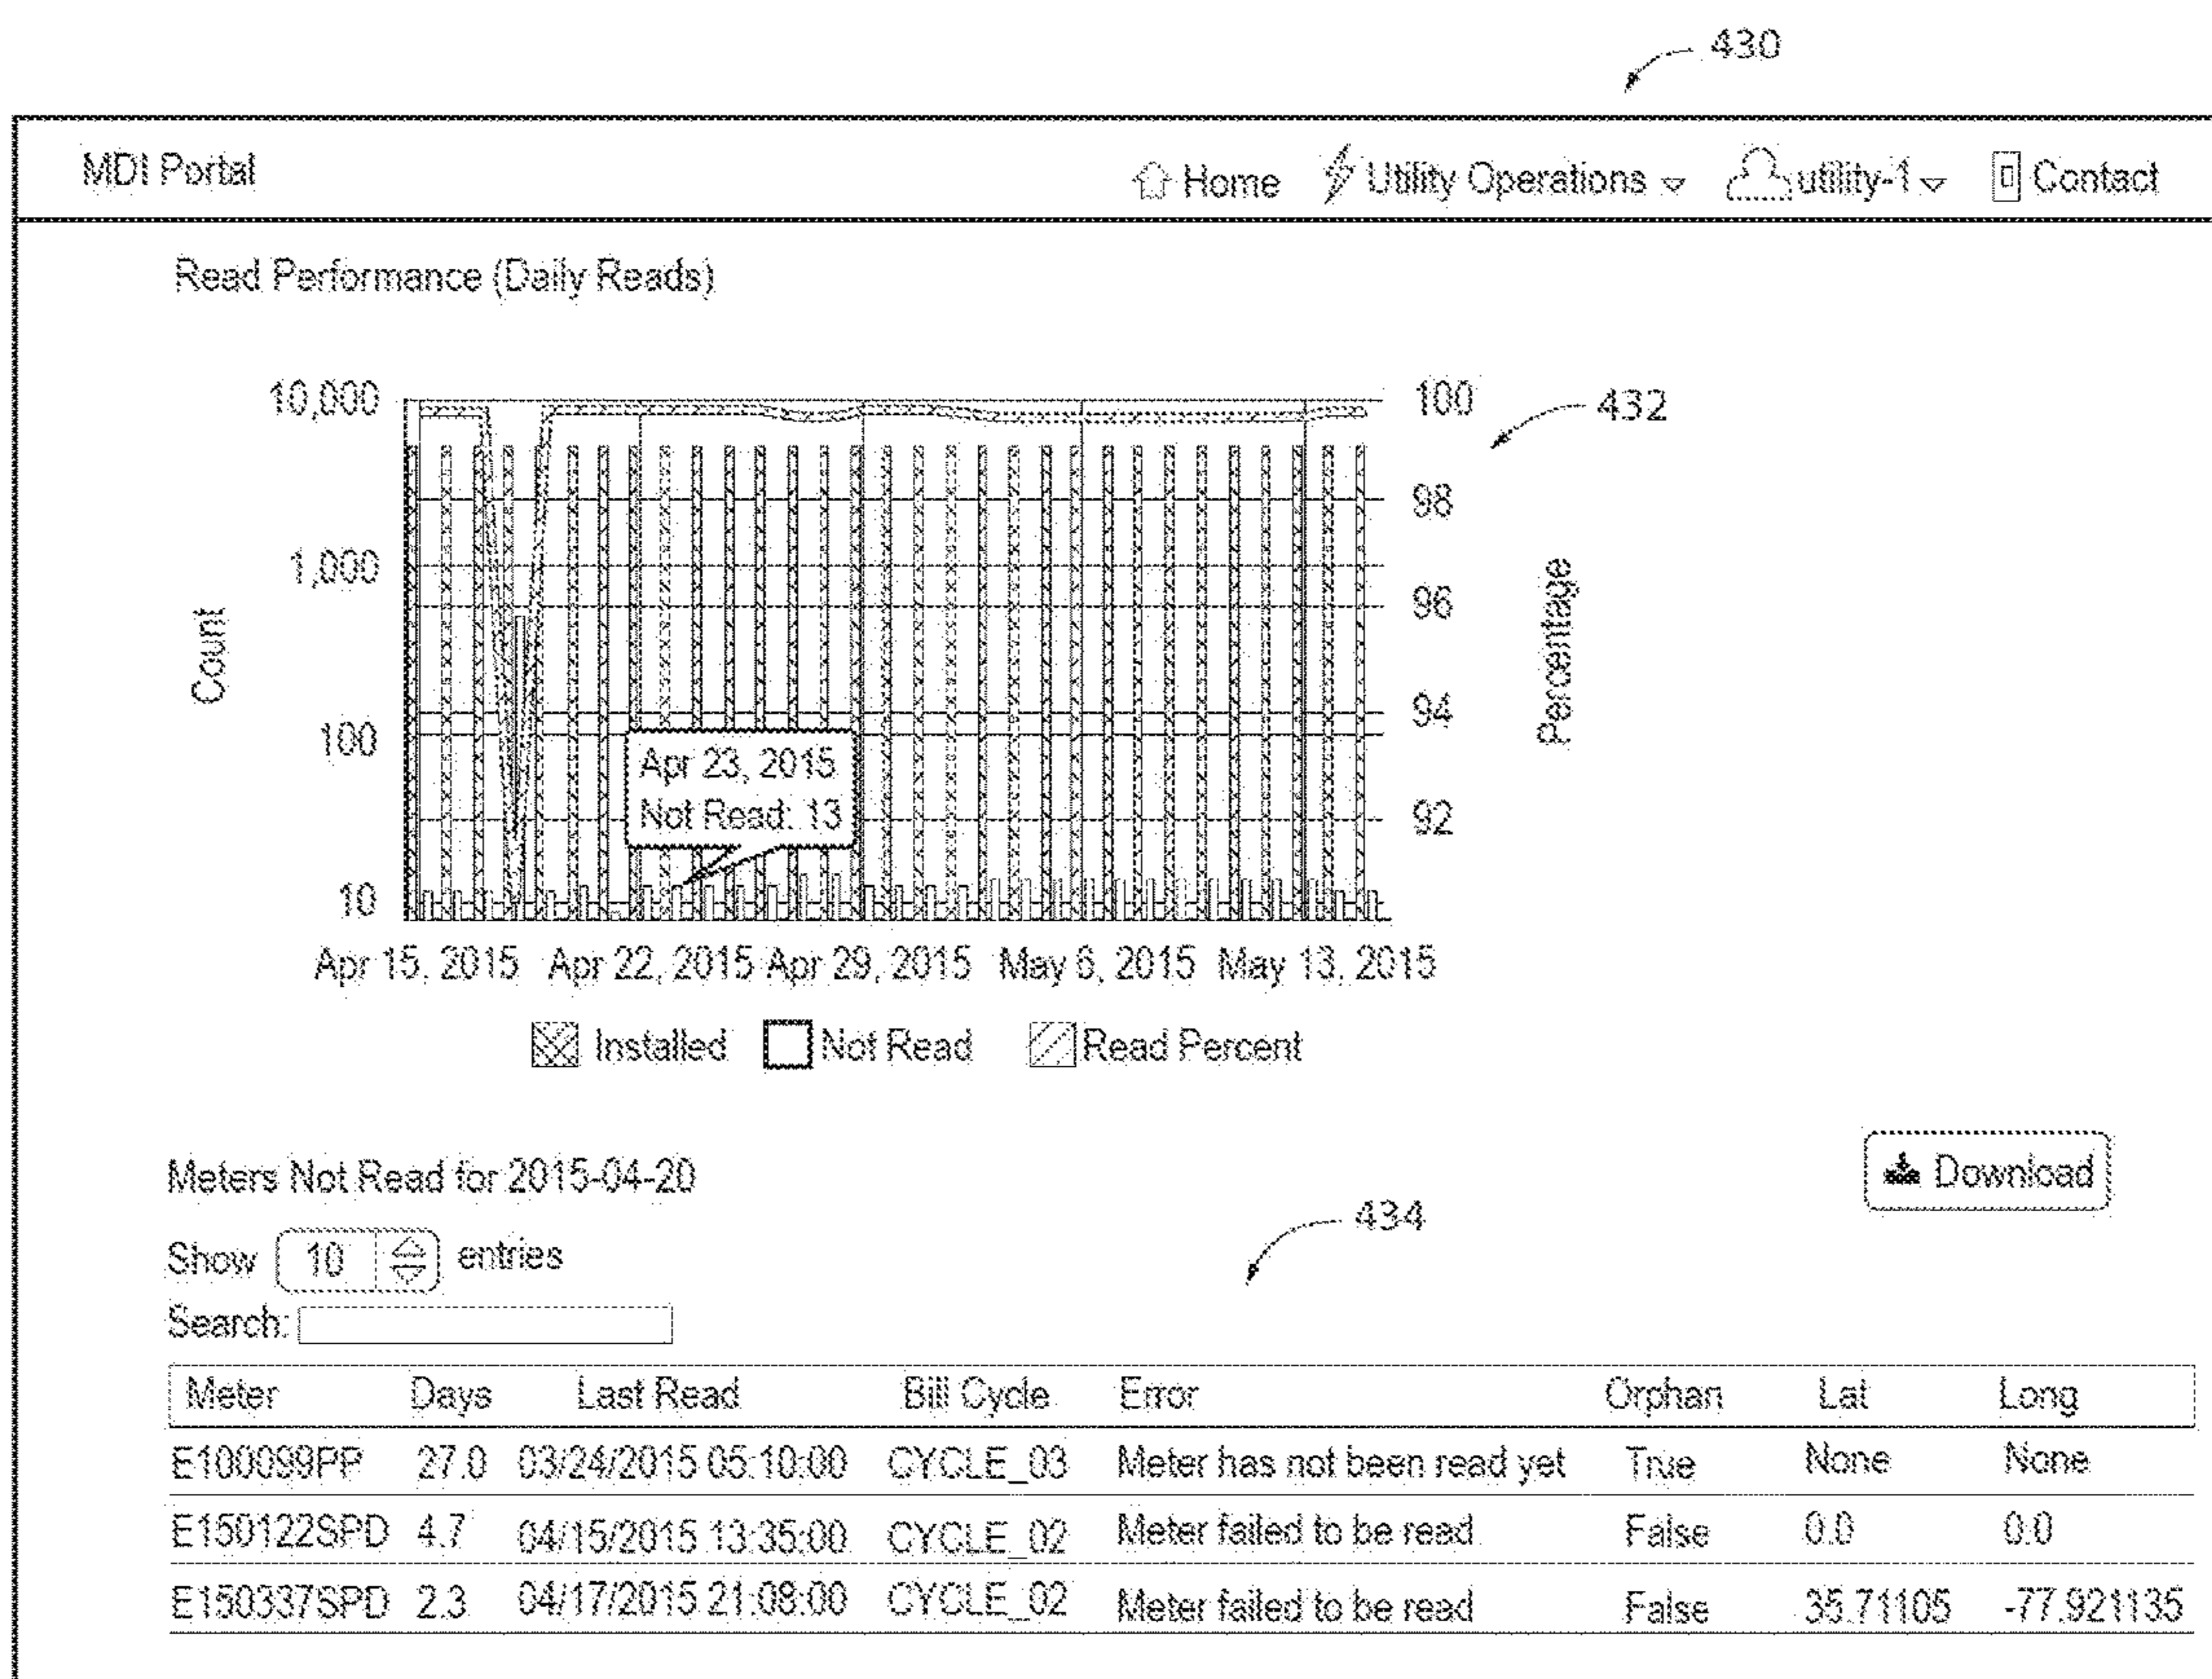 430
MDI Portal Home Utility Operations utility-1 Contact
Read Performance (Daily Reads)
10,000 100
432
98
1,000
96
Count Percentage
94
100
Apr 23, 2015
Not Read: 13
92
10
Apr 15, 2015 Apr 22, 2015 Apr 29, 2015 May 6, 2015 May 13, 2015
Installed Not Read Read Percent
Meters Not Read for 2015-04-20 Download
434
Show 10 entries
Search:
Meter Days Last Read Bill Cycle Error Orphan Lat Long
E100099PP 27.0 03/24/2015 05:10:00 CYCLE_03 Meter has not been read yet True None None
E150122SPD 4.7 04/15/2015 13:35:00 CYCLE_02 Meter failed to be read False 0.0 0.0
E150337SPD 2.3 04/17/2015 21:08:00 CYCLE_02 Meter failed to be read False 35.71105 -77.921135